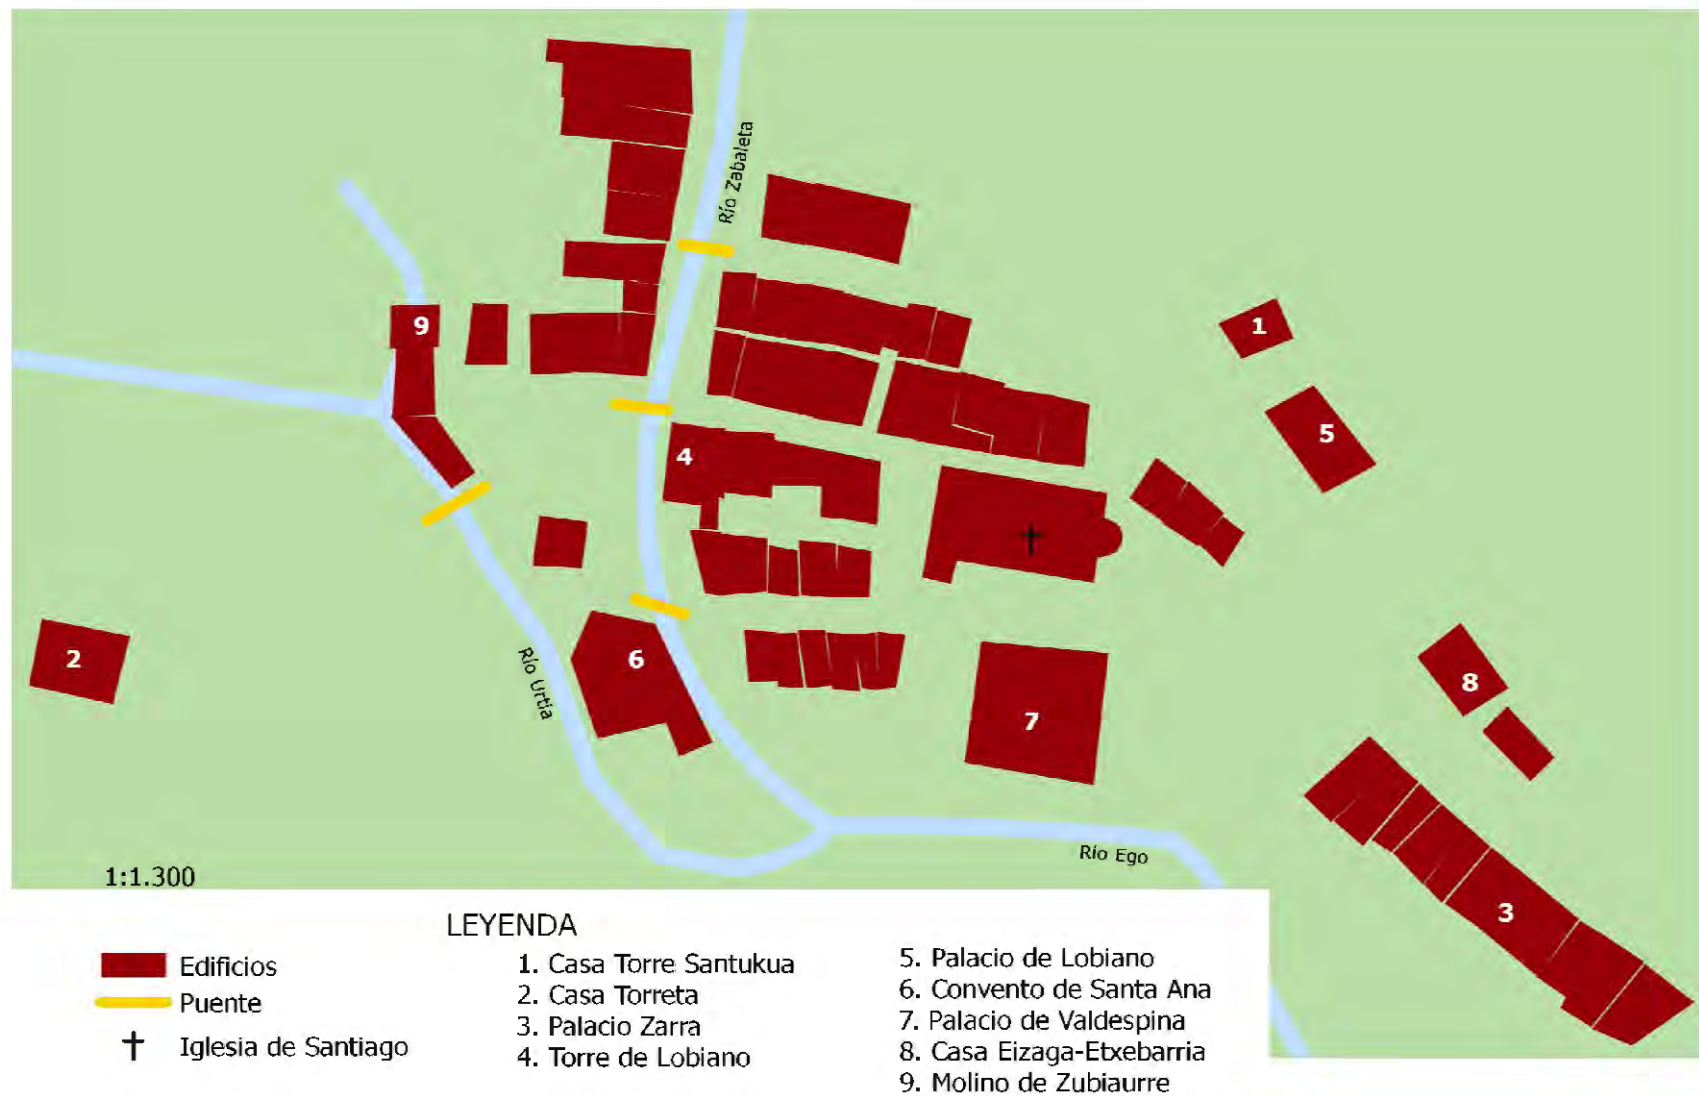 Río Zabaleta
9
1
5
4
2
6
Río Urtia
7
8
Río Ego
3
1:1.300
LEYENDA
Edificios
Puente
Iglesia de Santiago
1. Casa Torre Santukua
2. Casa Torreta
3. Palacio Zarra
4. Torre de Lobiano
5. Palacio de Lobiano
6. Convento de Santa Ana
7. Palacio de Valdespina
8. Casa Eizaga-Etxebarria
9. Molino de Zubiaurre